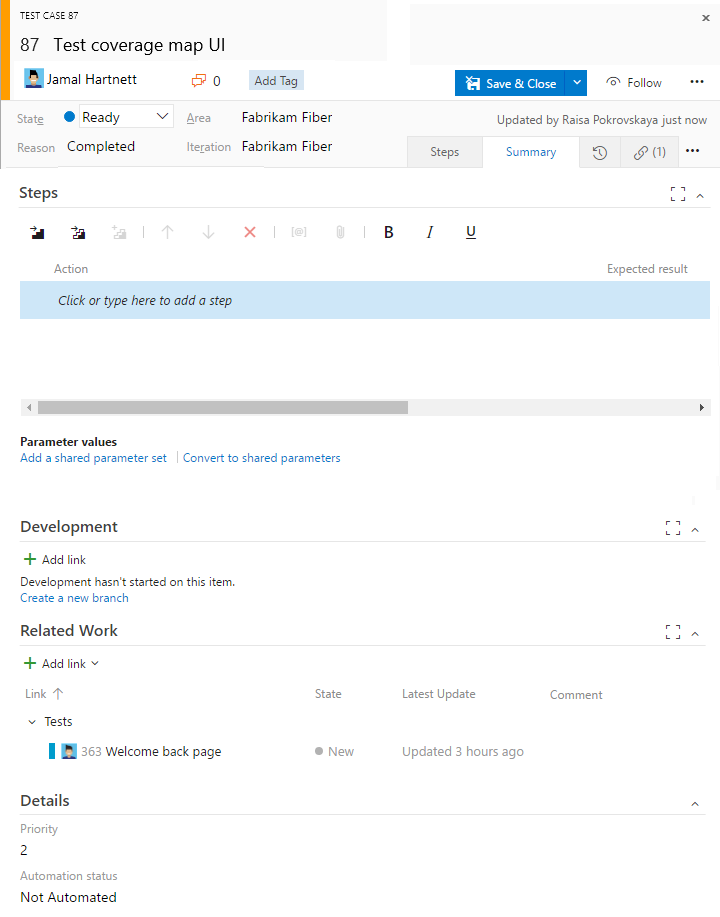 TEST CASE 87
87 Test coverage map UI
Jamal Hartnett 0 Add Tag Save & Close Follow
State Ready Area Fabrikam Fiber Updated by Raisa Pokrovskaya just now
Reason Completed Iteration Fabrikam Fiber
Steps Summary (1)
Steps
[@] B I U
Action Expected result
Click or type here to add a step
Parameter values
Add a shared parameter set Convert to shared parameters
Development
Add link
Development hasn't started on this item.
Create a new branch
Related Work
Add link
Link State Latest Update Comment
Tests
363 Welcome back page New Updated 3 hours ago
Details
Priority
2
Automation status
Not Automated